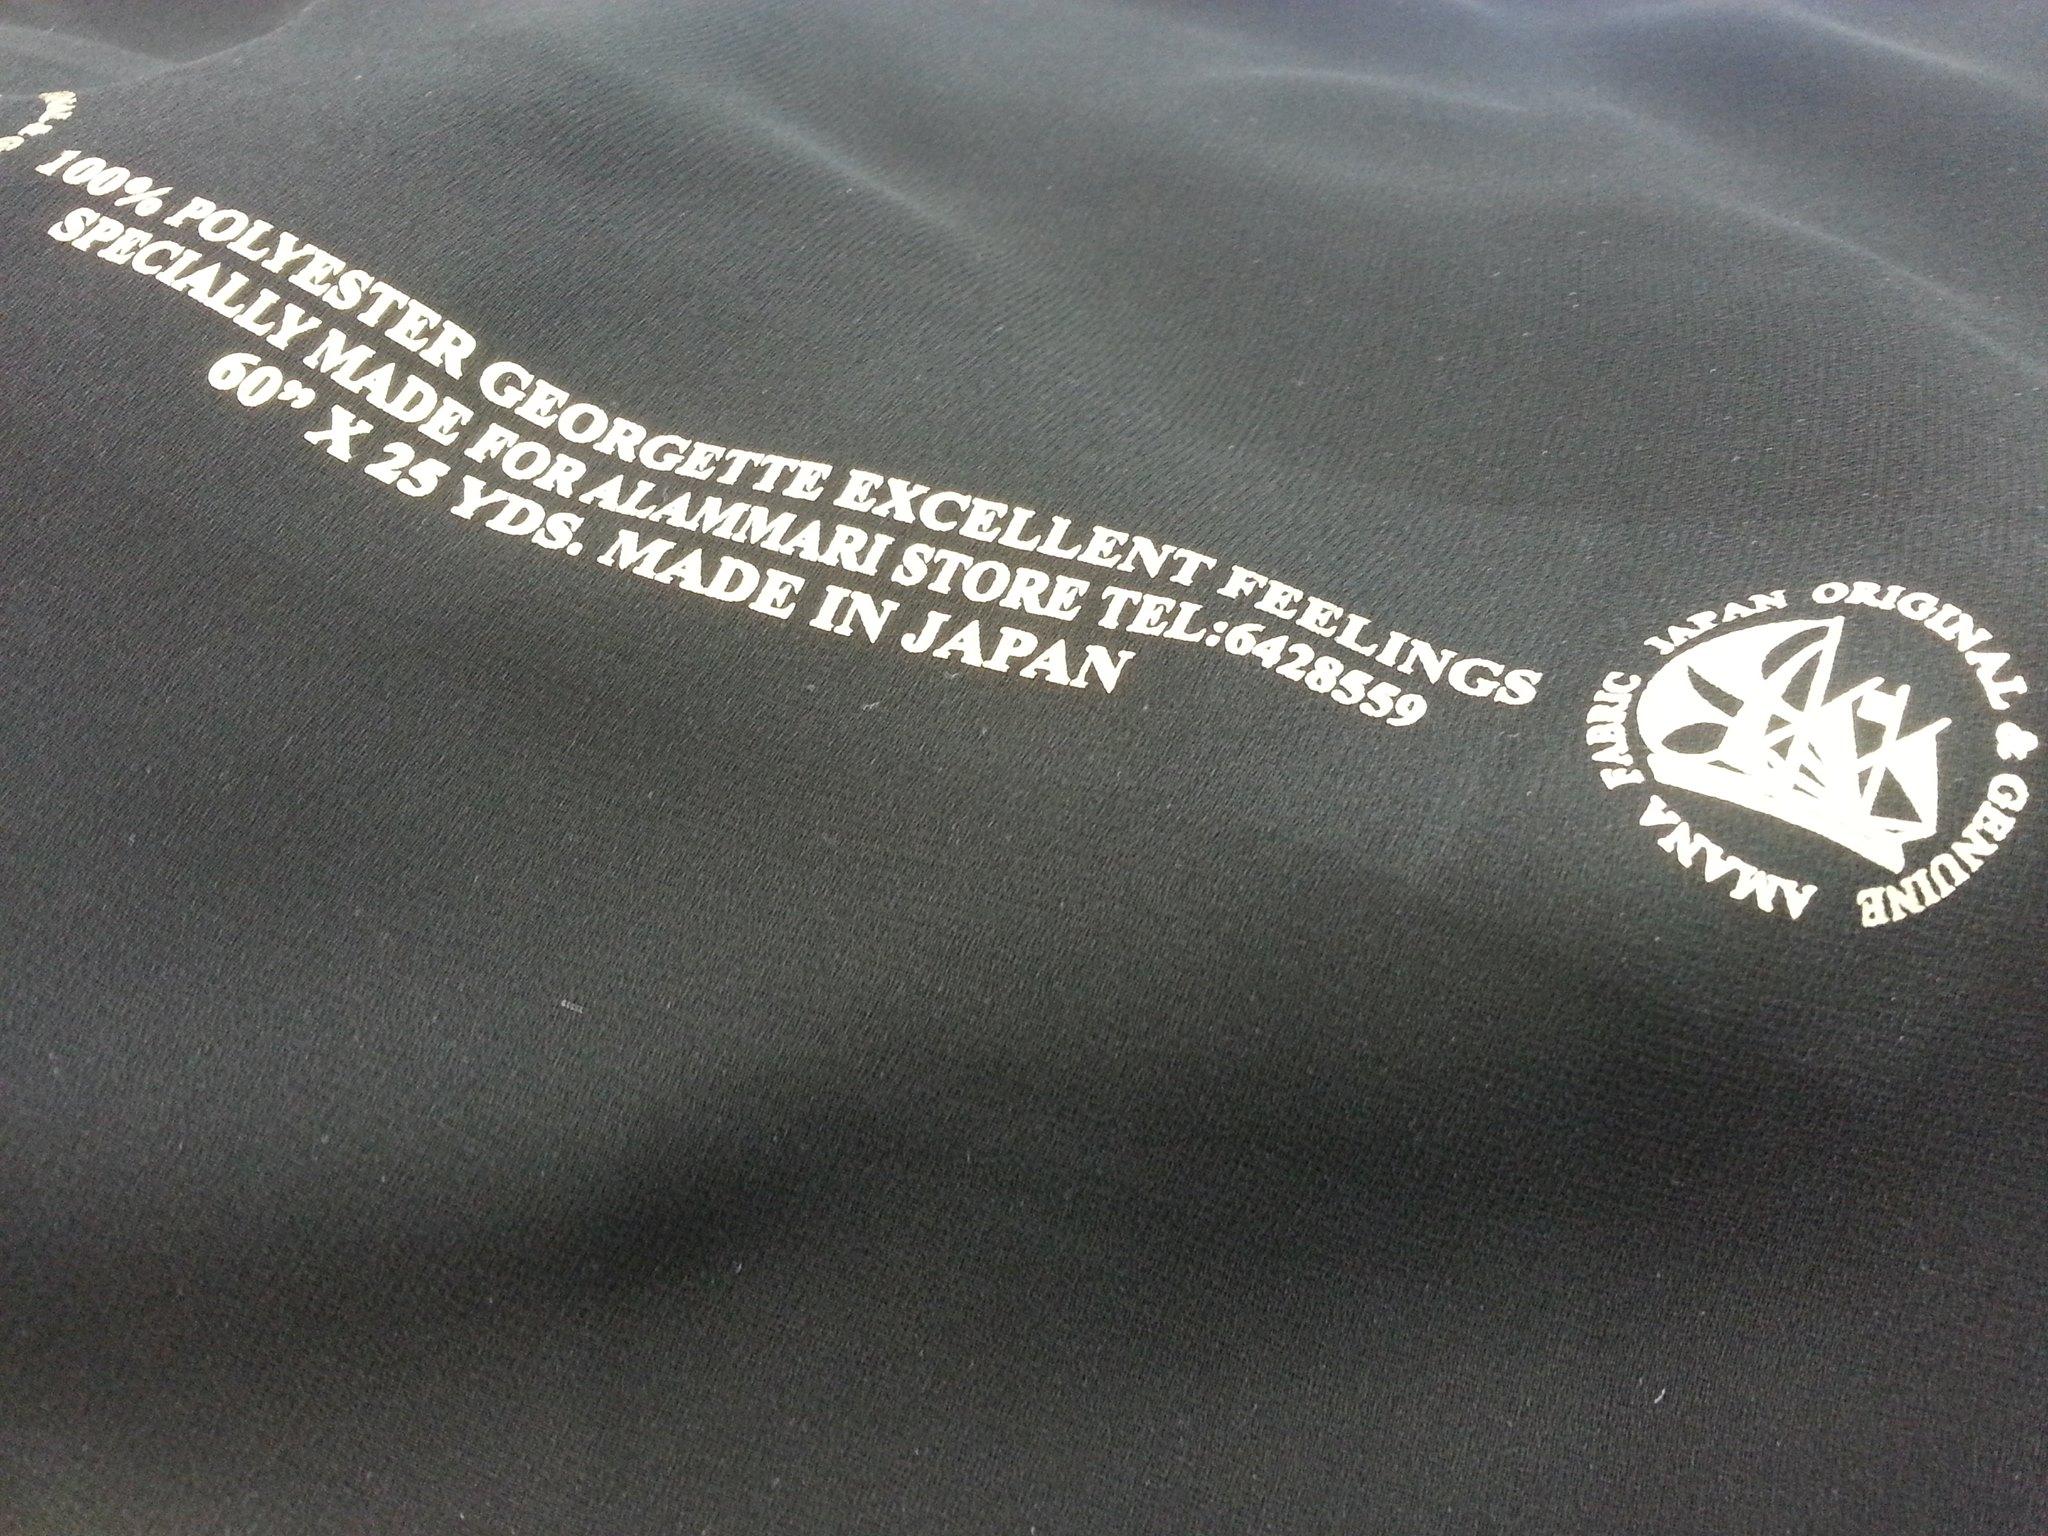 100% POLYESTER GEORGETTE EXCELLENT FEELINGS
SPECIALLY MADE FOR ALAMMARI STORE TEL:6428559
60” X 25 YDS. MADE IN JAPAN
AMANA FABRIC JAPAN ORIGINAL & GENUINE